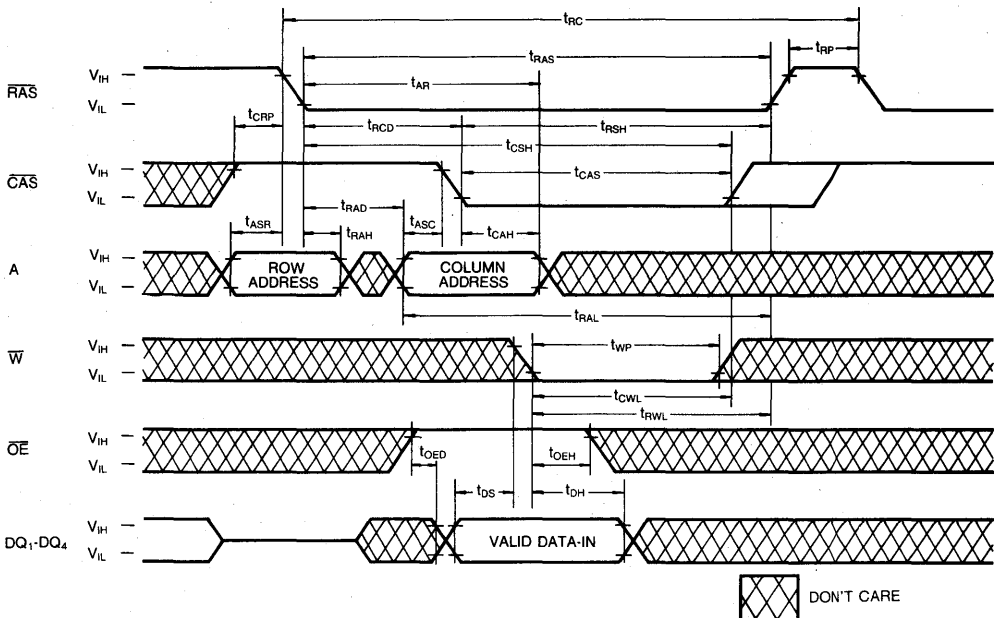 tRC
tRP
tRAS
tAR
RAS
VIH
VIL
tCRP
tRCD
tRSH
tCSH
CAS
VIH
VIL
tCAS
tRAD
tASR
tRAH
tASC
tCAH
A
VIH
VIL
ROW
ADDRESS
COLUMN
ADDRESS
tRAL
W
VIH
VIL
tWP
tCWL
tRWL
OE
VIH
VIL
tOED
tOEH
tDS
tDH
DQ1-DQ4
VIH
VIL
VALID DATA-IN
DON'T CARE